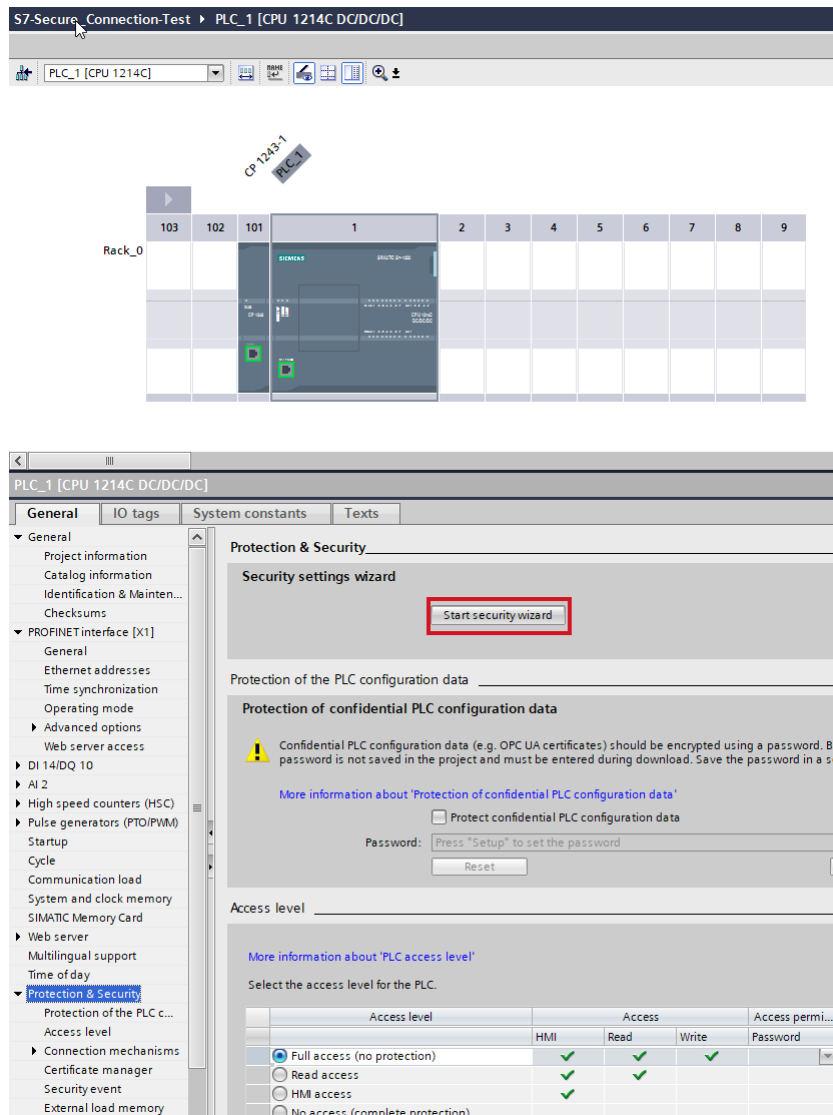 S7-Secure_Connection-Test ▸ PLC_1 [CPU 1214C DC/DC/DC]
PLC_1 [CPU 1214C]
CP 1243-1
PLC_1
103 102 101 1 2 3 4 5 6 7 8 9
Rack_0
SIEMENS
PLC_1 [CPU 1214C DC/DC/DC]
General IO tags System constants Texts
General
Project information
Catalog information
Identification & Mainten...
Checksums
PROFINET interface [X1]
General
Ethernet addresses
Time synchronization
Operating mode
Advanced options
Web server access
DI 14/DQ 10
AI 2
High speed counters (HSC)
Pulse generators (PTO/PWM)
Startup
Cycle
Communication load
System and clock memory
SIMATIC Memory Card
Web server
Multilingual support
Time of day
Protection & Security
Protection of the PLC c...
Access level
Connection mechanisms
Certificate manager
Security event
External load memory
Protection & Security
Security settings wizard
Start security wizard
Protection of the PLC configuration data
Protection of confidential PLC configuration data
Confidential PLC configuration data (e.g. OPC UA certificates) should be encrypted using a password. B
password is not saved in the project and must be entered during download. Save the password in a s
More information about 'Protection of confidential PLC configuration data'
Protect confidential PLC configuration data
Password: Press "Setup" to set the password
Reset
Access level
More information about 'PLC access level'
Select the access level for the PLC.
Access level Access Access permi...
HMI Read Write Password
Full access (no protection)
Read access
HMI access
No access (complete protection)